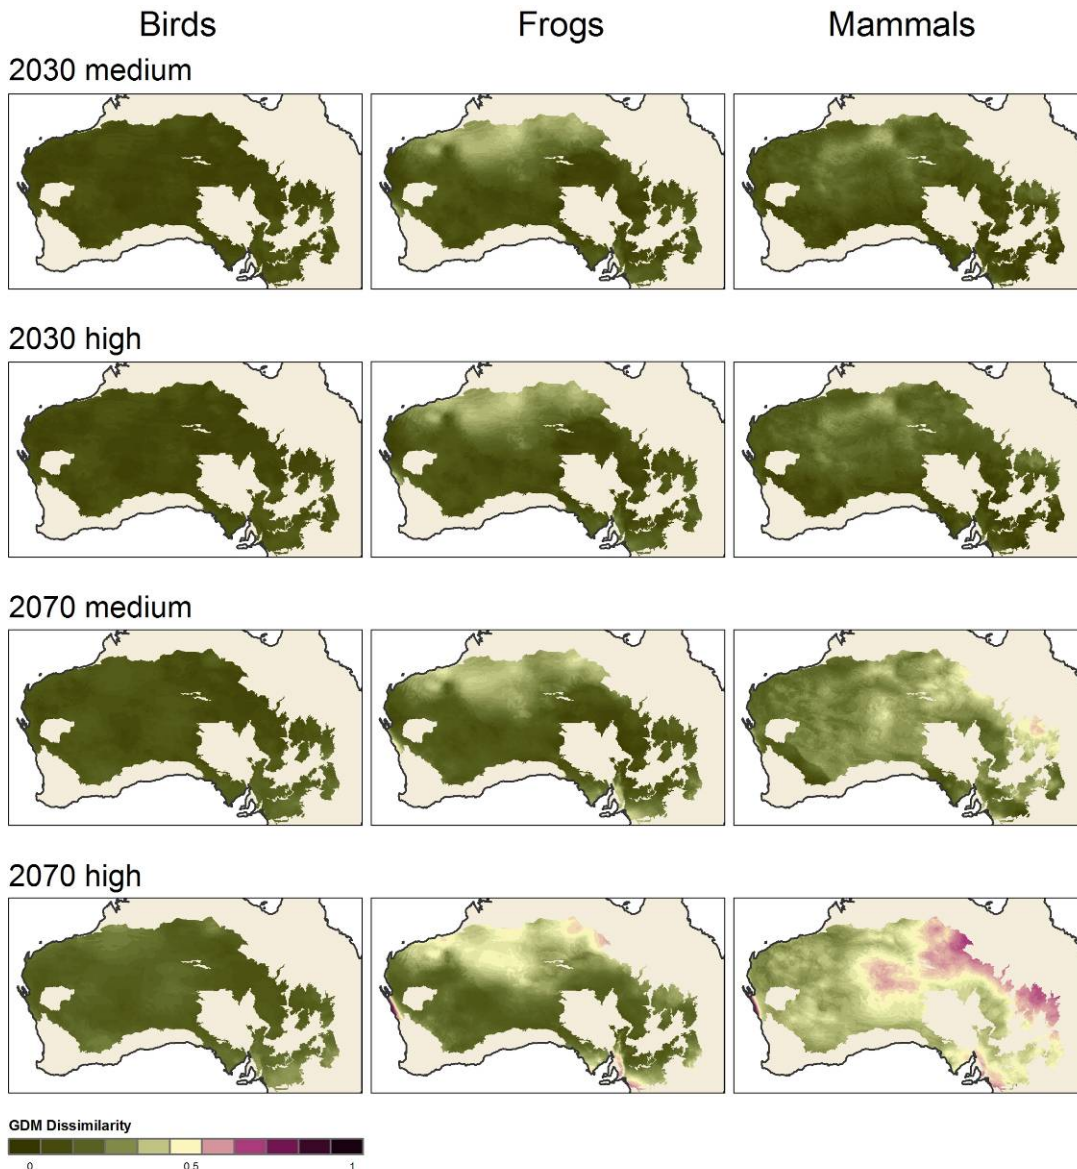 Birds Frogs Mammals
2030 medium
2030 high
2070 medium
2070 high
GDM Dissimilarity
0 0.5 1